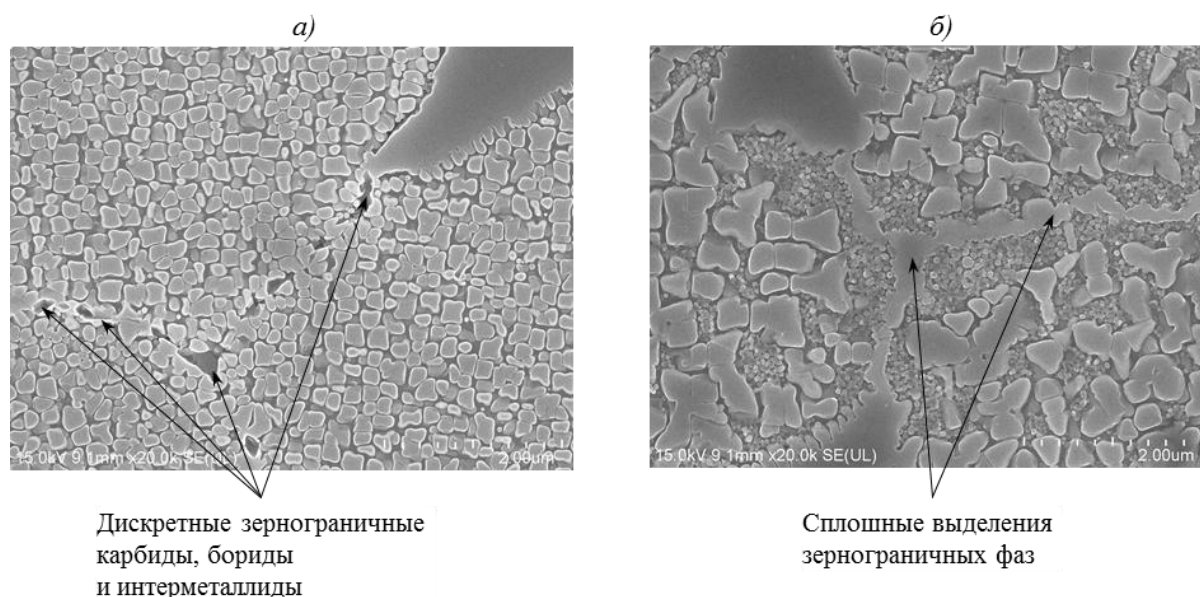 а)
б)
15.0kV 9.1mm x20.0k SE(UL)
2.00um
15.0kV 9.1mm x20.0k SE(UL)
2.00um
Дискретные зернограничные
карбиды, бориды
и интерметаллиды
Сплошные выделения
зернограничных фаз